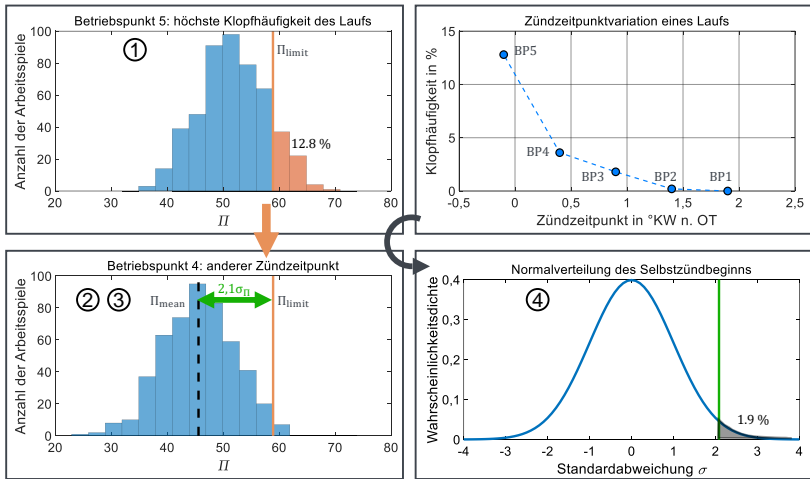 Betriebspunkt 5: höchste Klopfhäufigkeit des Laufs
1
Πlimit
12.8 %
Anzahl der Arbeitsspiele
100
80
60
40
20
0
20 30 40 50 60 70 80
Π
Zündzeitpunktvariation eines Laufs
Klopfhäufigkeit in %
15
10
5
0
BP5
BP4
BP3
BP2
BP1
-0,5 0 0,5 1 1,5 2 2,5
Zündzeitpunkt in °KW n. OT
Betriebspunkt 4: anderer Zündzeitpunkt
2 3
Πmean
2,1σΠ
Πlimit
Anzahl der Arbeitsspiele
100
80
60
40
20
0
20 30 40 50 60 70 80
Π
Normalverteilung des Selbstzündbeginns
4
Wahrscheinlichkeitsdichte
0,4
0,3
0,2
0,1
0
1.9 %
-4 -3 -2 -1 0 1 2 3 4
Standardabweichung σ